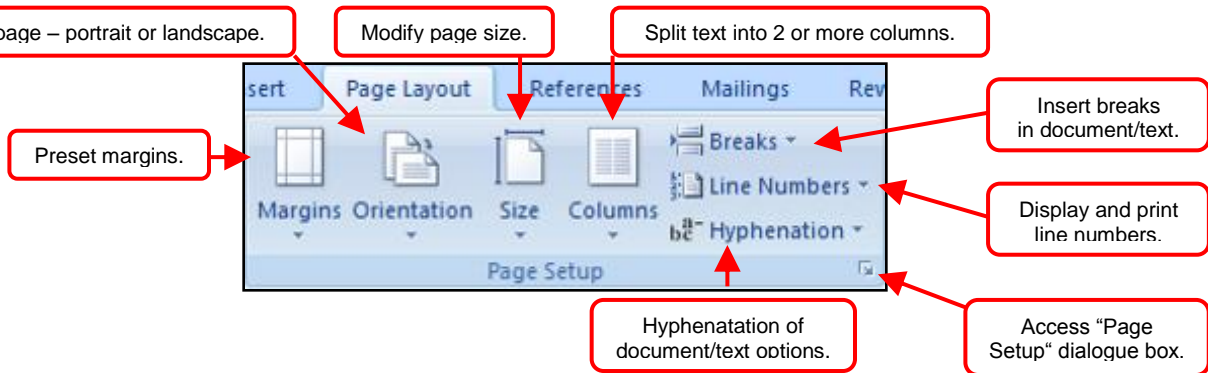 page – portrait or landscape.
Modify page size.
Split text into 2 or more columns.
sert Page Layout References Mailings Rev
Preset margins.
Breaks
Insert breaks
in document/text.
Line Numbers
Margins Orientation Size Columns
Display and print
line numbers.
Hyphenation
Page Setup
Hyphenatation of
document/text options.
Access “Page
Setup“ dialogue box.